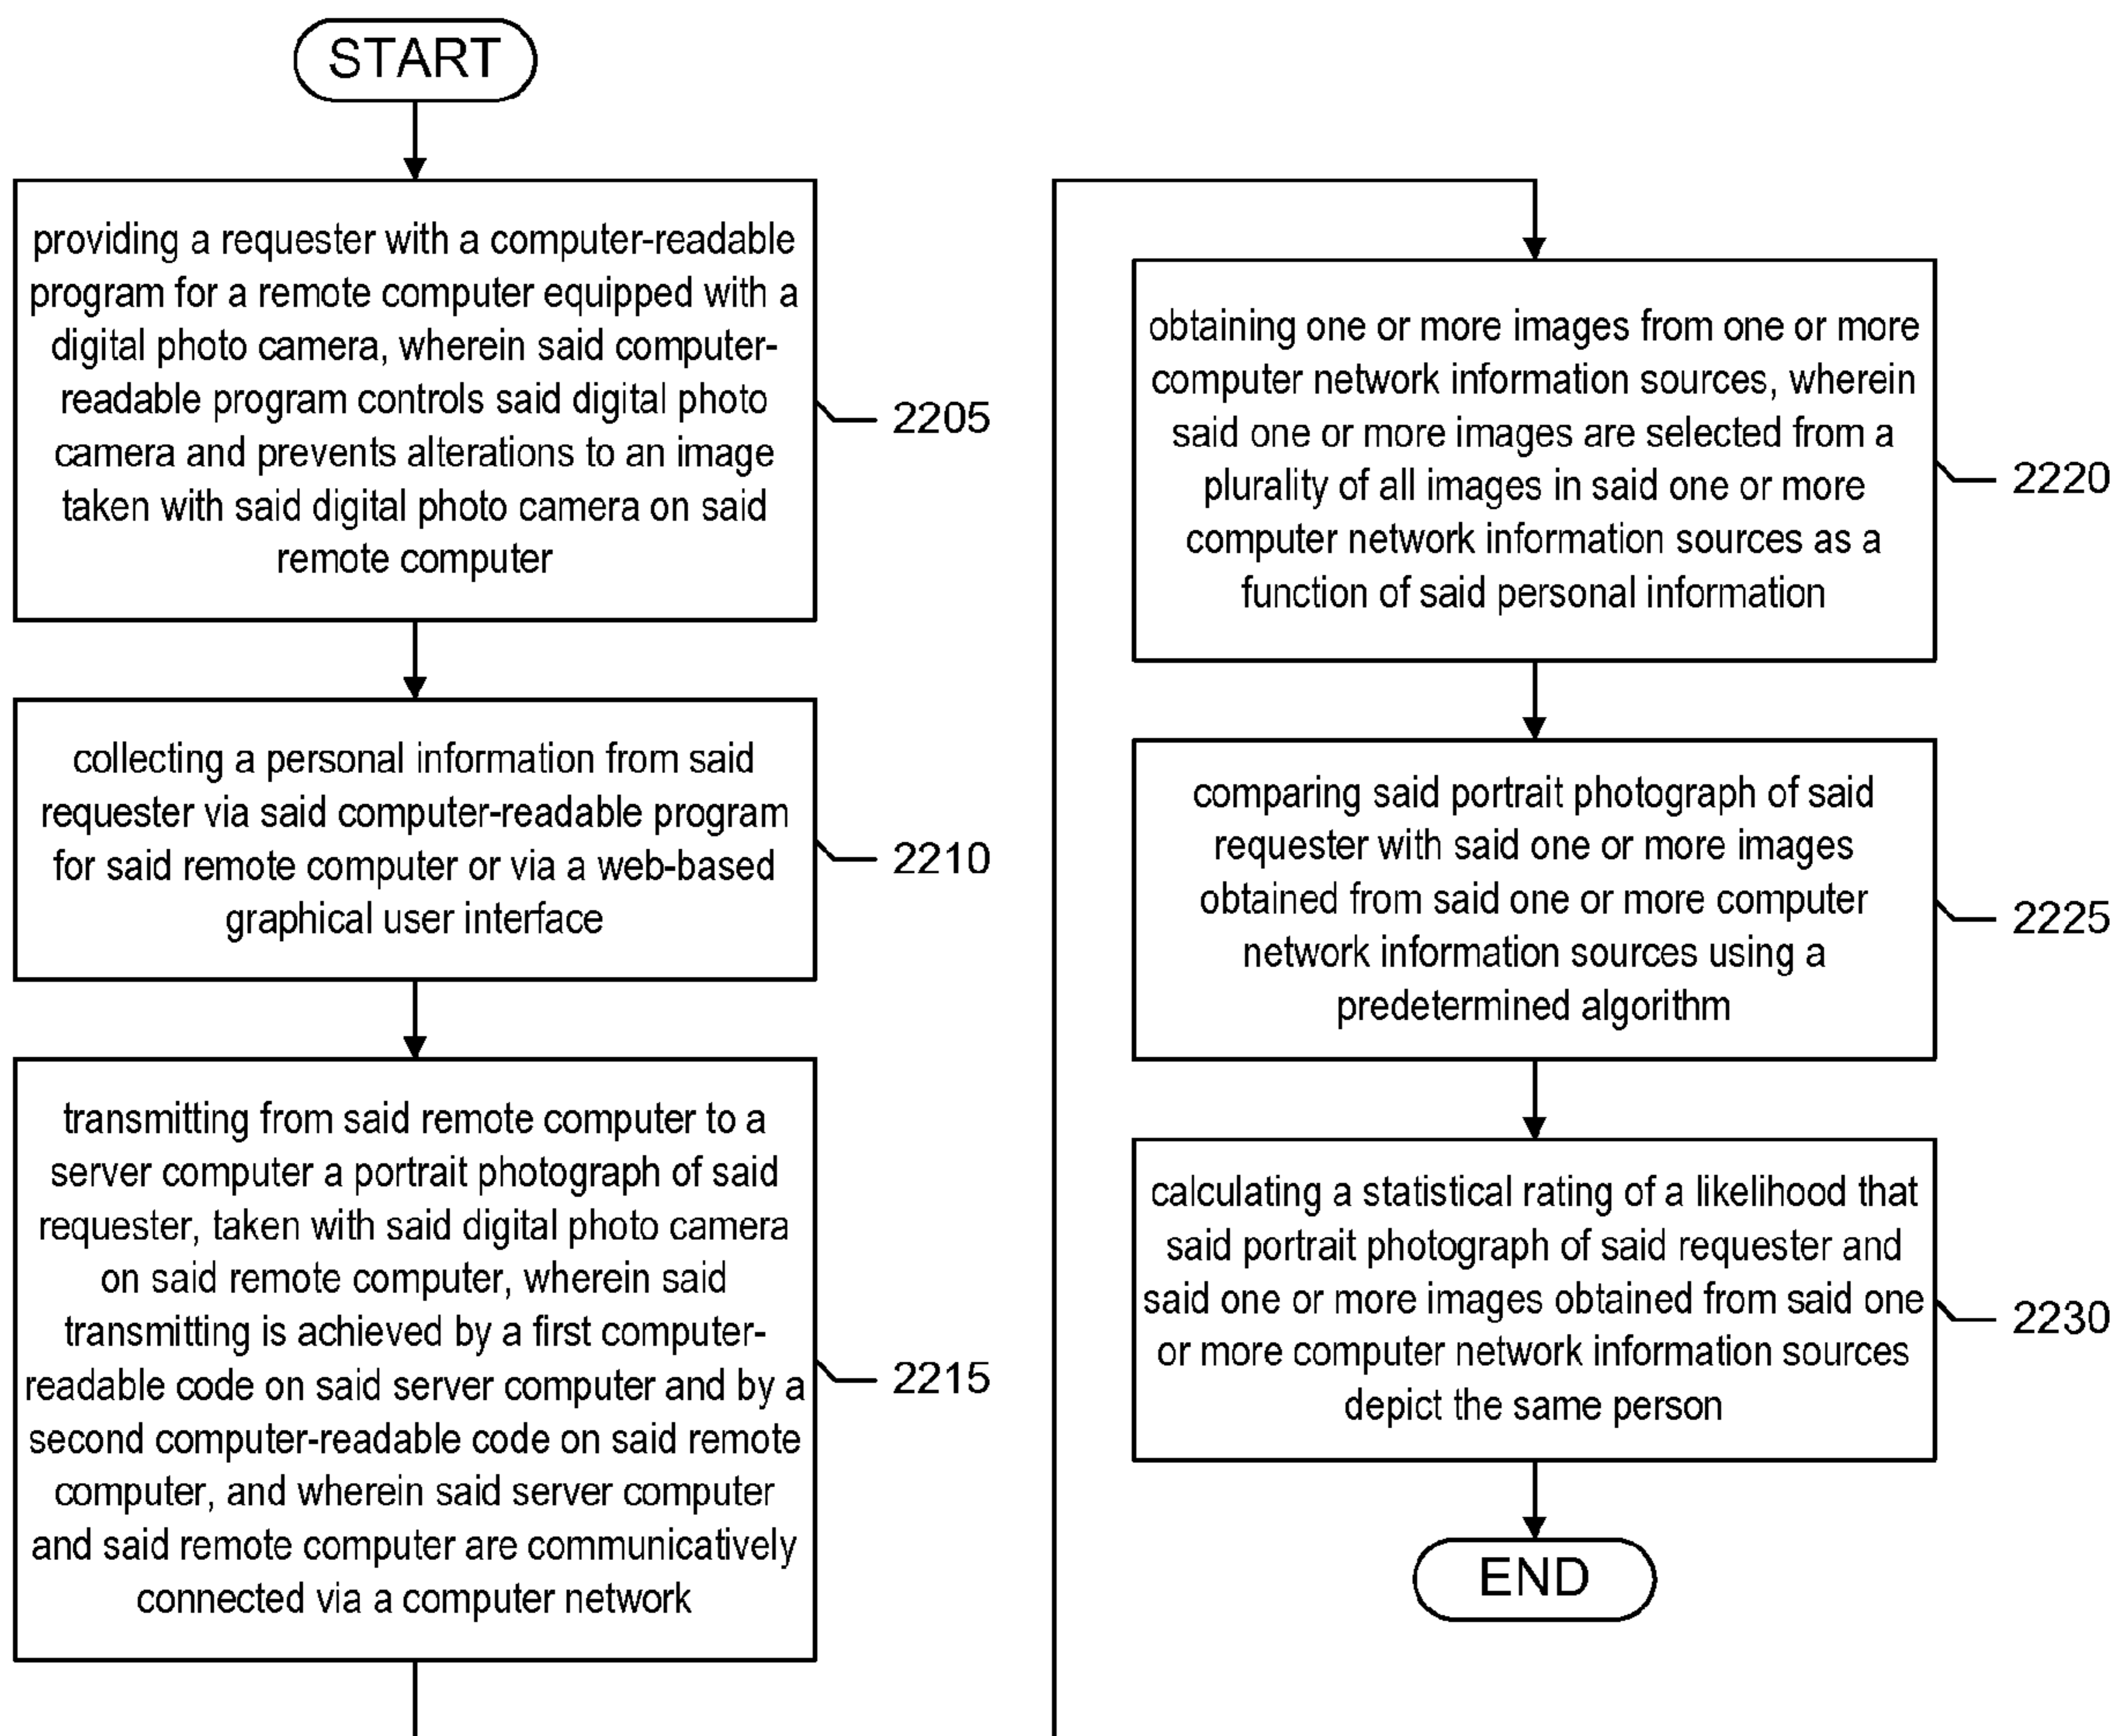 START
providing a requester with a computer-readable
program for a remote computer equipped with a
digital photo camera, wherein said computer-
readable program controls said digital photo
camera and prevents alterations to an image
taken with said digital photo camera on said
remote computer
2205
collecting a personal information from said
requester via said computer-readable program
for said remote computer or via a web-based
graphical user interface
2210
transmitting from said remote computer to a
server computer a portrait photograph of said
requester, taken with said digital photo camera
on said remote computer, wherein said
transmitting is achieved by a first computer-
readable code on said server computer and by a
second computer-readable code on said remote
computer, and wherein said server computer
and said remote computer are communicatively
connected via a computer network
2215
obtaining one or more images from one or more
computer network information sources, wherein
said one or more images are selected from a
plurality of all images in said one or more
computer network information sources as a
function of said personal information
2220
comparing said portrait photograph of said
requester with said one or more images
obtained from said one or more computer
network information sources using a
predetermined algorithm
2225
calculating a statistical rating of a likelihood that
said portrait photograph of said requester and
said one or more images obtained from said one
or more computer network information sources
depict the same person
2230
END